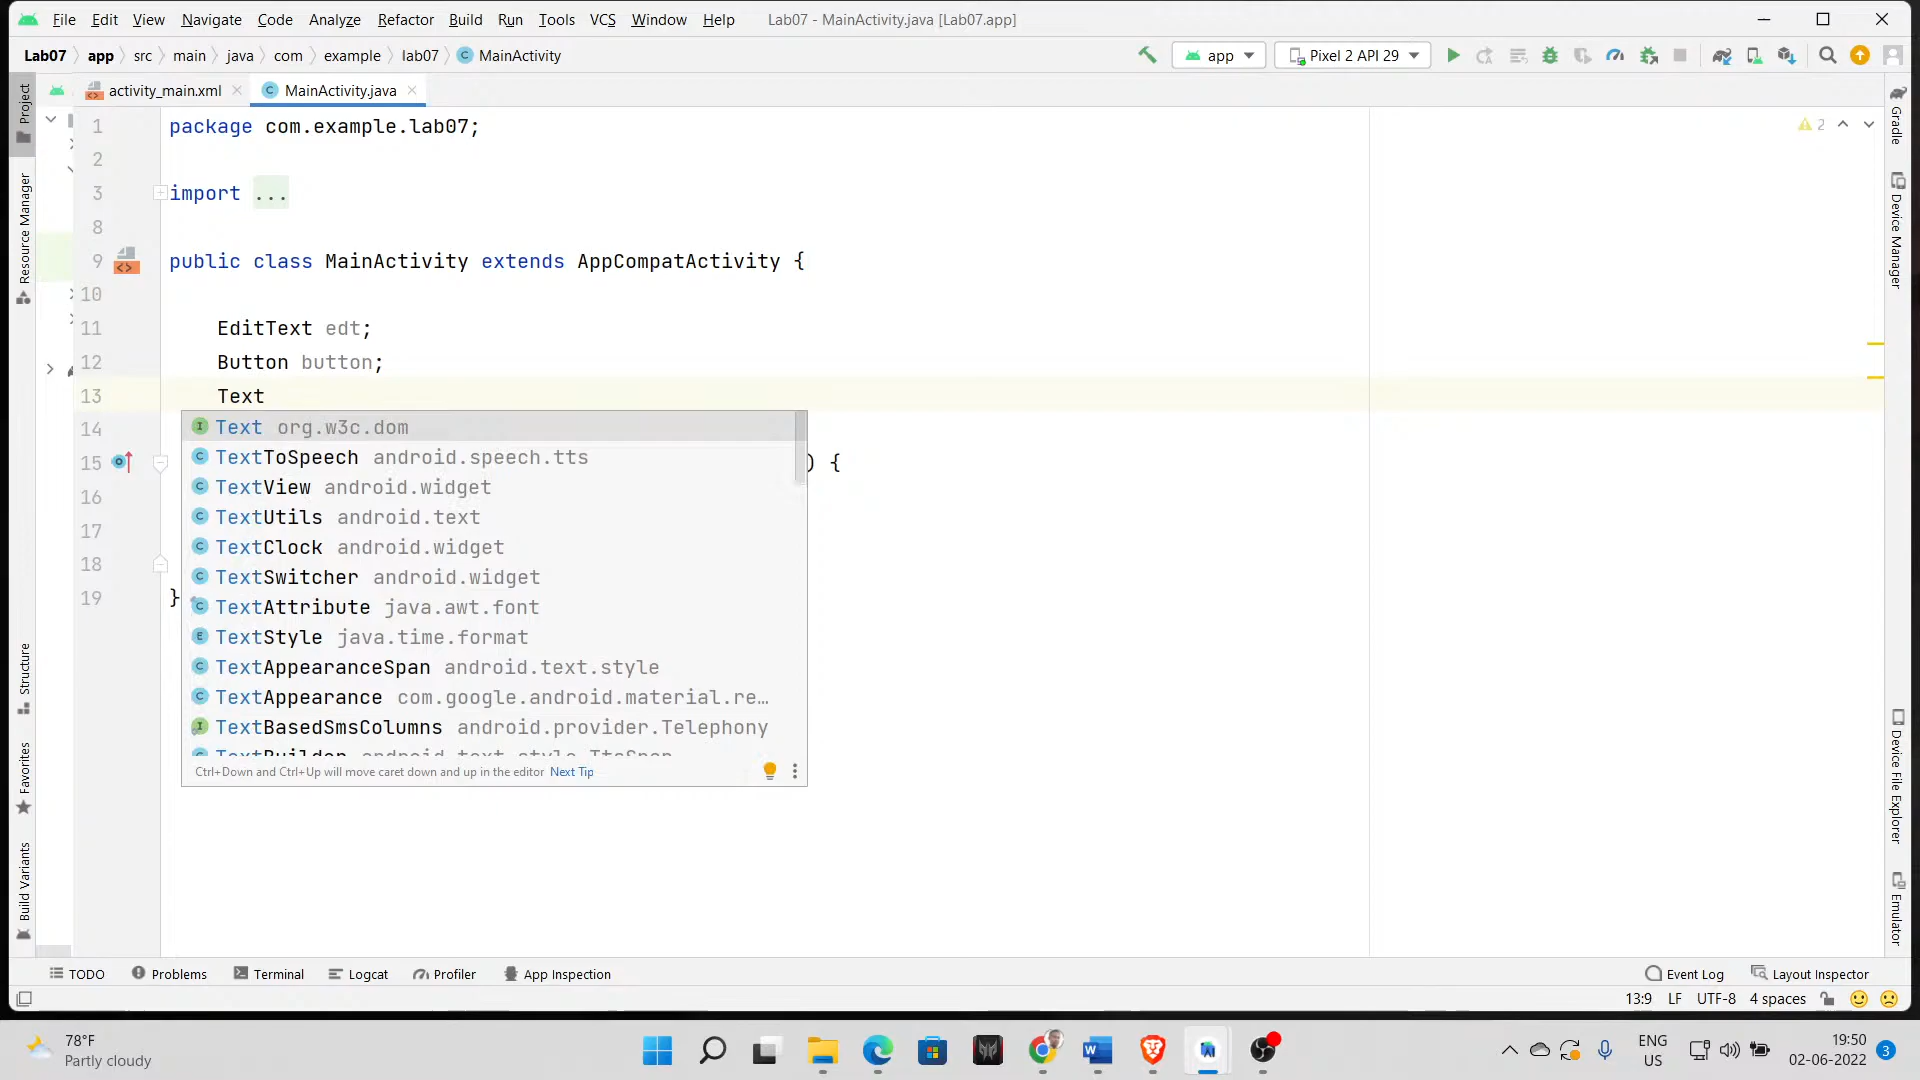 File Edit View Navigate Code Analyze Refactor Build Run Tools VCS Window Help Lab07 - MainActivity.java [Lab07.app]
Lab07 app src main java com example lab07 MainActivity app Pixel 2 API 29
activity_main.xml MainActivity.java
Project
Resource Manager
Structure
Favorites
Build Variants
1 package com.example.lab07;
2
3 import ...
8
9 public class MainActivity extends AppCompatActivity {
10
11 EditText edt;
12 Button button;
13 Text
14
15 ) {
16
17
18
19 }
2
Text org.w3c.dom
TextToSpeech android.speech.tts
TextView android.widget
TextUtils android.text
TextClock android.widget
TextSwitcher android.widget
TextAttribute java.awt.font
TextStyle java.time.format
TextAppearanceSpan android.text.style
TextAppearance com.google.android.material.re…
TextBasedSmsColumns android.provider.Telephony
TextBuilder android.text.style.TtsSpan
Ctrl+Down and Ctrl+Up will move caret down and up in the editor Next Tip
Gradle
Device Manager
Device File Explorer
Emulator
TODO Problems Terminal Logcat Profiler App Inspection Event Log Layout Inspector
13:9 LF UTF-8 4 spaces
78°F
Partly cloudy
ENG
US
19:50
02-06-2022
3